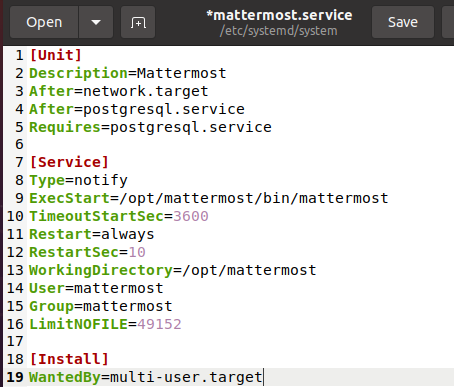 Open
*mattermost.service
/etc/systemd/system
Save
1 [Unit]
2 Description=Mattermost
3 After=network.target
4 After=postgresql.service
5 Requires=postgresql.service
6
7 [Service]
8 Type=notify
9 ExecStart=/opt/mattermost/bin/mattermost
10 TimeoutStartSec=3600
11 Restart=always
12 RestartSec=10
13 WorkingDirectory=/opt/mattermost
14 User=mattermost
15 Group=mattermost
16 LimitNOFILE=49152
17
18 [Install]
19 WantedBy=multi-user.target